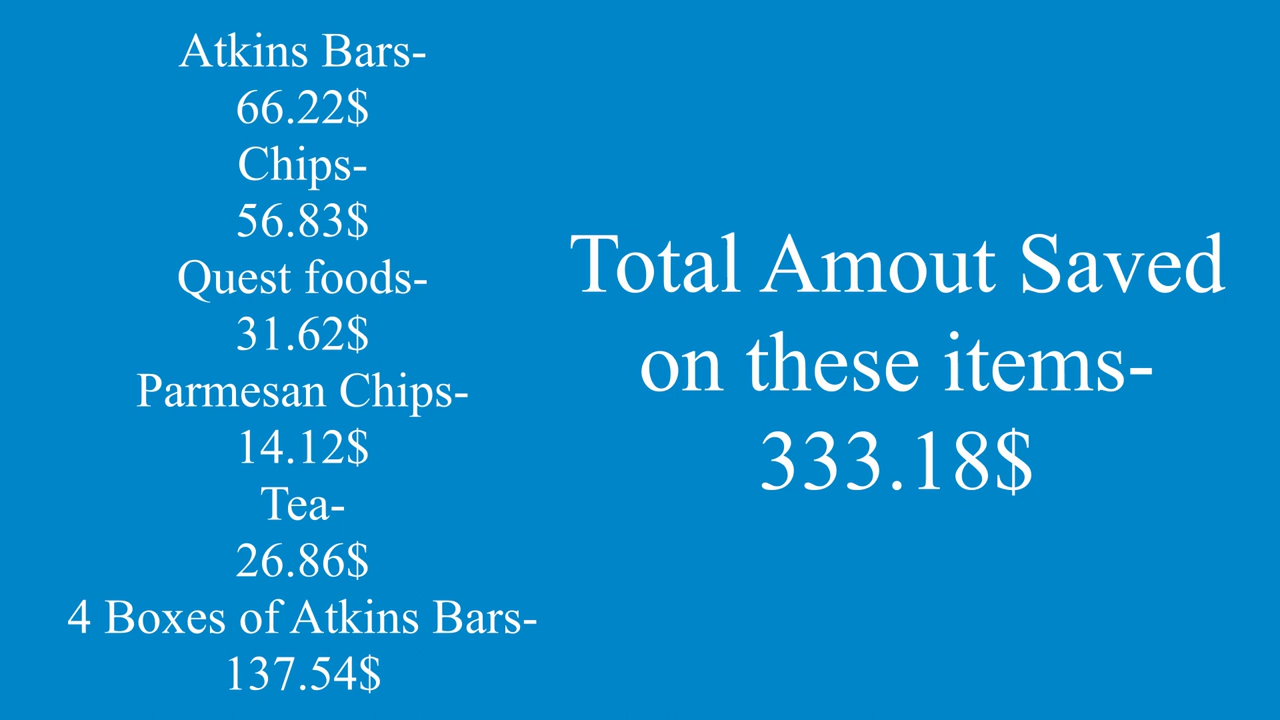 Atkins Bars-
66.22$
Chips-
56.83$
Quest foods-
31.62$
Parmesan Chips-
14.12$
Tea-
26.86$
4 Boxes of Atkins Bars-
137.54$
Total Amout Saved
on these items-
333.18$